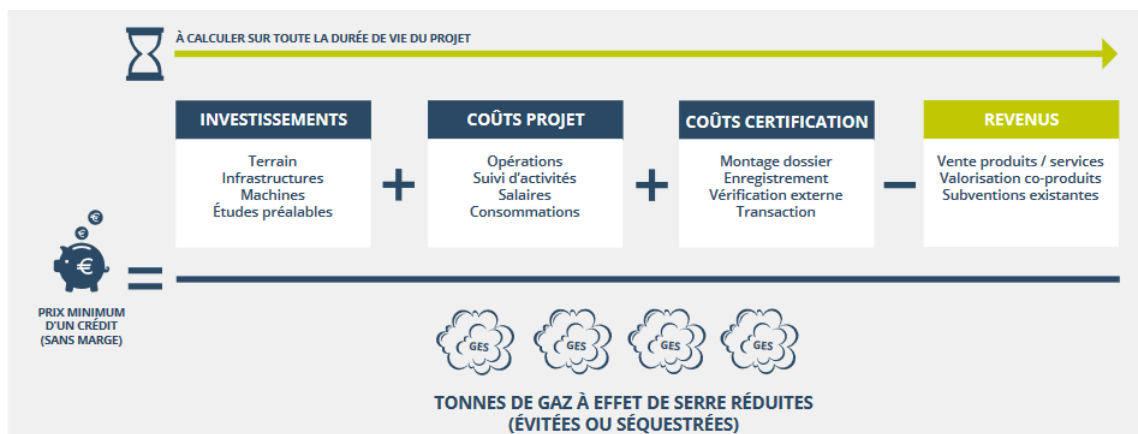 À CALCULER SUR TOUTE LA DURÉE DE VIE DU PROJET
INVESTISSEMENTS
Terrain
Infrastructures
Machines
Études préalables
+
COÛTS PROJET
Opérations
Suivi d'activités
Salaires
Consommations
+
COÛTS CERTIFICATION
Montage dossier
Enregistrement
Vérification externe
Transaction
−
REVENUS
Vente produits / services
Valorisation co-produits
Subventions existantes
€
€
€
=
PRIX MINIMUM
D'UN CRÉDIT
(SANS MARGE)
GES
GES
GES
GES
TONNES DE GAZ À EFFET DE SERRE RÉDUITES
(ÉVITÉES OU SÉQUESTRÉES)